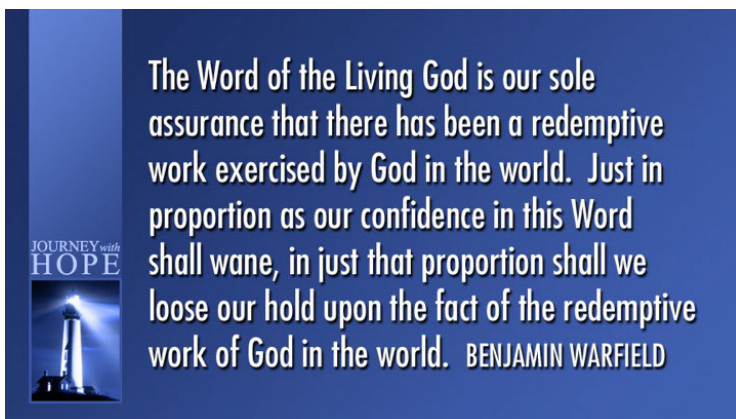 The Word of the Living God is our sole
assurance that there has been a redemptive
work exercised by God in the world.  Just in
proportion as our confidence in this Word
shall wane, in just that proportion shall we
loose our hold upon the fact of the redemptive
work of God in the world.  BENJAMIN WARFIELD
JOURNEY with
HOPE